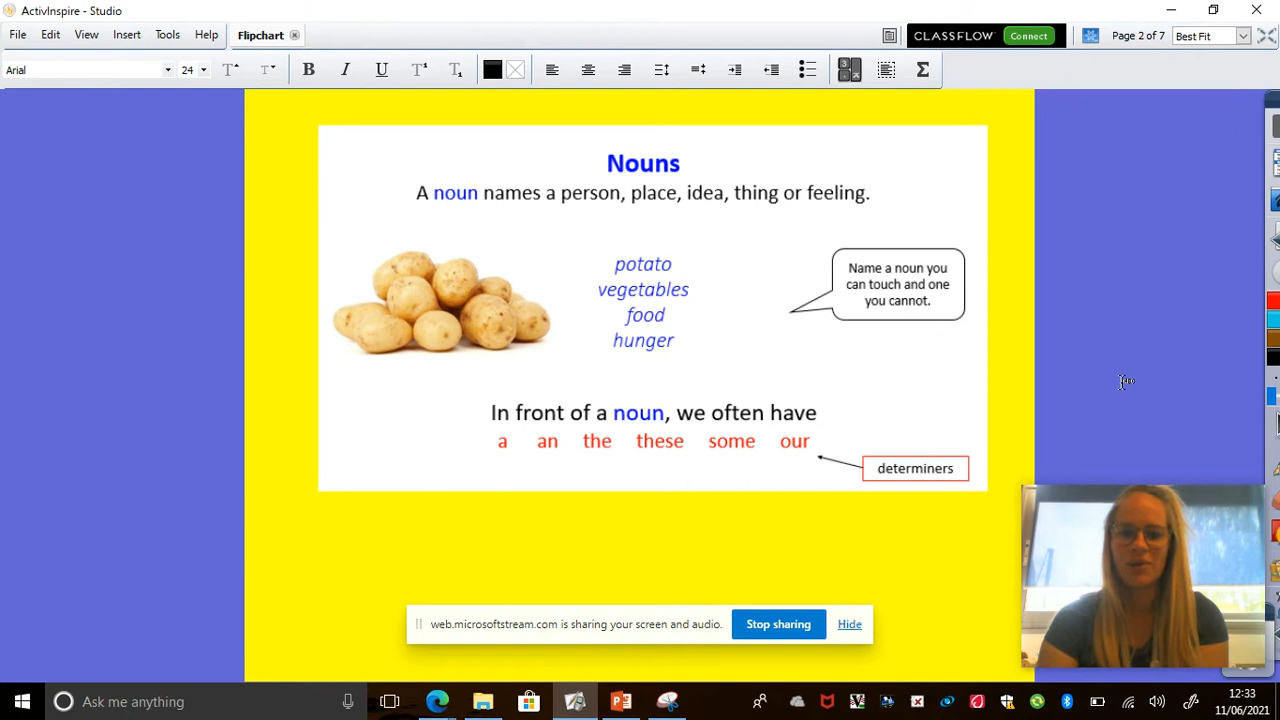 ActivInspire - Studio
File Edit View Insert Tools Help Flipchart CLASSFLOW Connect Page 2 of 7 Best Fit
Arial 24 B I U
Nouns
A noun names a person, place, idea, thing or feeling.
potato
vegetables
food
hunger
Name a noun you
can touch and one
you cannot.
In front of a noun, we often have
a an the these some our
determiners
web.microsoftstream.com is sharing your screen and audio. Stop sharing Hide
Ask me anything
12:33
11/06/2021